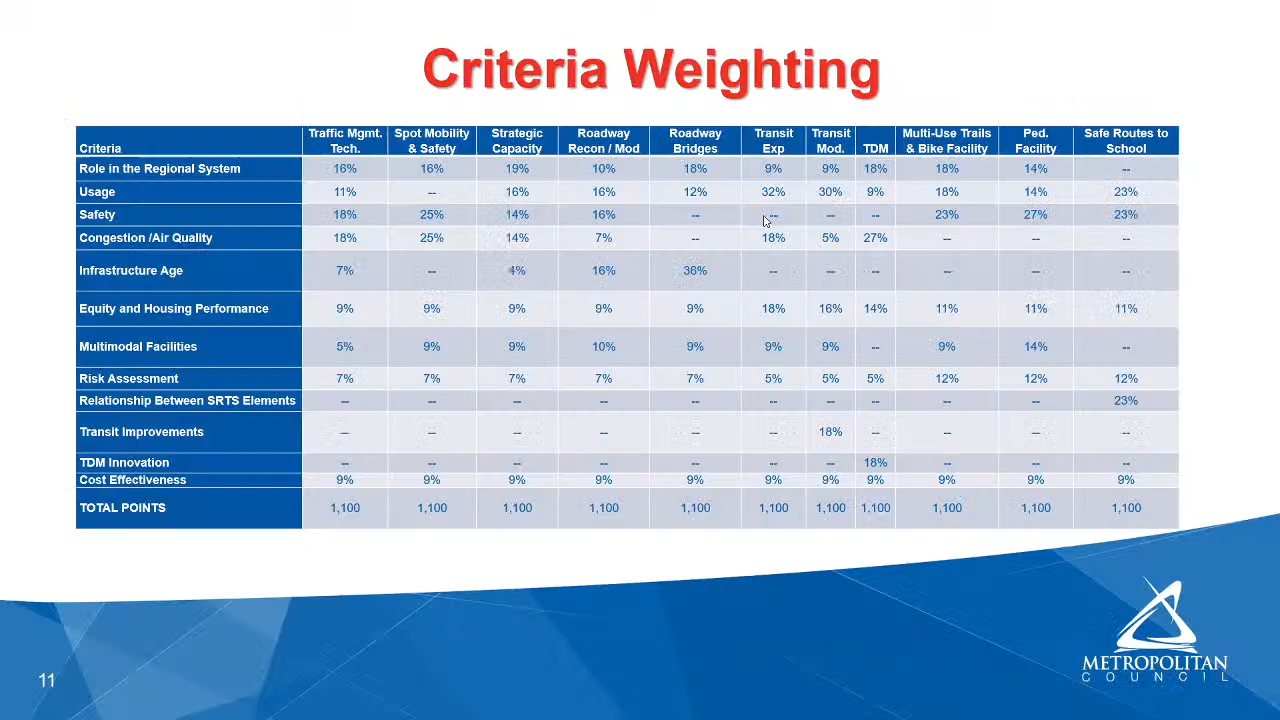 Criteria Weighting
Criteria Traffic Mgmt. Tech. Spot Mobility & Safety Strategic Capacity Roadway Recon / Mod Roadway Bridges Transit Exp Transit Mod. TDM Multi-Use Trails & Bike Facility Ped. Facility Safe Routes to School
Role in the Regional System 16% 16% 19% 10% 18% 9% 9% 18% 18% 14% --
Usage 11% -- 16% 16% 12% 32% 30% 9% 18% 14% 23%
Safety 18% 25% 14% 16% -- -- -- -- 23% 27% 23%
Congestion /Air Quality 18% 25% 14% 7% -- 18% 5% 27% -- -- --
Infrastructure Age 7% -- 4% 16% 36% -- -- -- -- -- --
Equity and Housing Performance 9% 9% 9% 9% 9% 18% 16% 14% 11% 11% 11%
Multimodal Facilities 5% 9% 9% 10% 9% 9% 9% -- 9% 14% --
Risk Assessment 7% 7% 7% 7% 7% 5% 5% 5% 12% 12% 12%
Relationship Between SRTS Elements -- -- -- -- -- -- -- -- -- -- 23%
Transit Improvements -- -- -- -- -- -- 18% -- -- -- --
TDM Innovation -- -- -- -- -- -- -- 18% -- -- --
Cost Effectiveness 9% 9% 9% 9% 9% 9% 9% 9% 9% 9% 9%
TOTAL POINTS 1,100 1,100 1,100 1,100 1,100 1,100 1,100 1,100 1,100 1,100 1,100
METROPOLITAN
COUNCIL
11